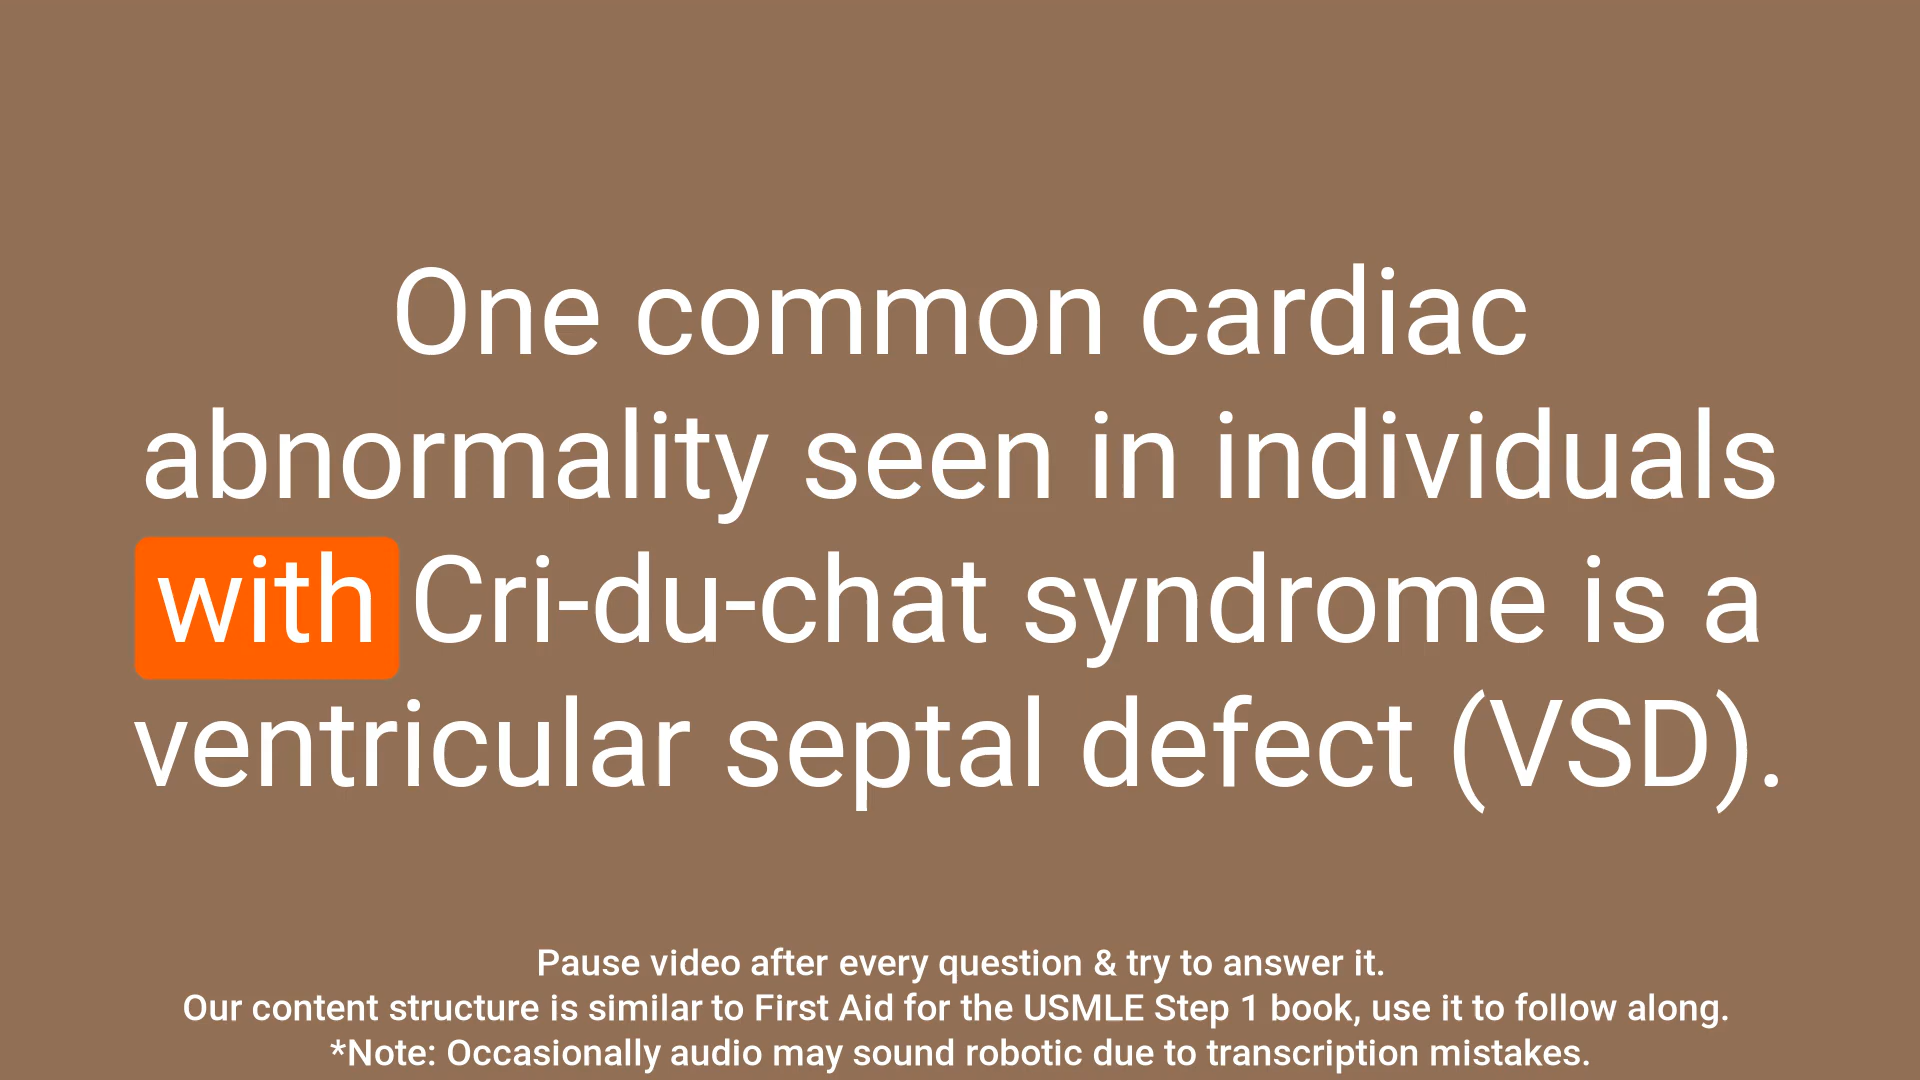 One common cardiac
abnormality seen in individuals
with Cri-du-chat syndrome is a
ventricular septal defect (VSD).
Pause video after every question & try to answer it.
Our content structure is similar to First Aid for the USMLE Step 1 book, use it to follow along.
*Note: Occasionally audio may sound robotic due to transcription mistakes.